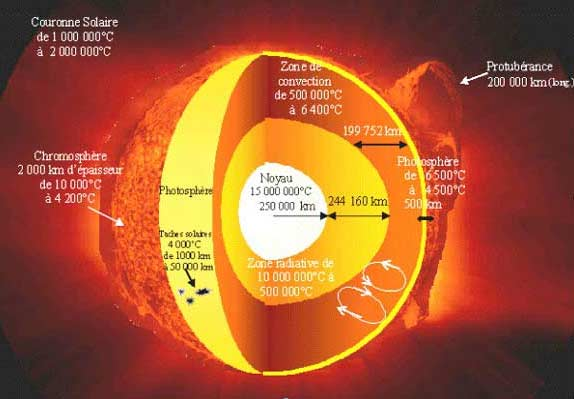 Couronne Solaire
de 1 000 000°C
à 2 000 000°C
Zone de
convection
de 500 000°C
à 6 400°C
Protubérance
200 000 km (long.)
199 752 km
Chromosphère
2 000 km d'épaisseur
de 10 000°C
à 4 200°C
Photosphère
de 6 500°C
à 4 500°C
500 km
Photosphère
Noyau
15 000 000°C
250 000 km
244 160 km
Taches solaires
4 000°C
de 1000 km
à 50 000 km
Zone radiative de
10 000 000°C à
500 000°C